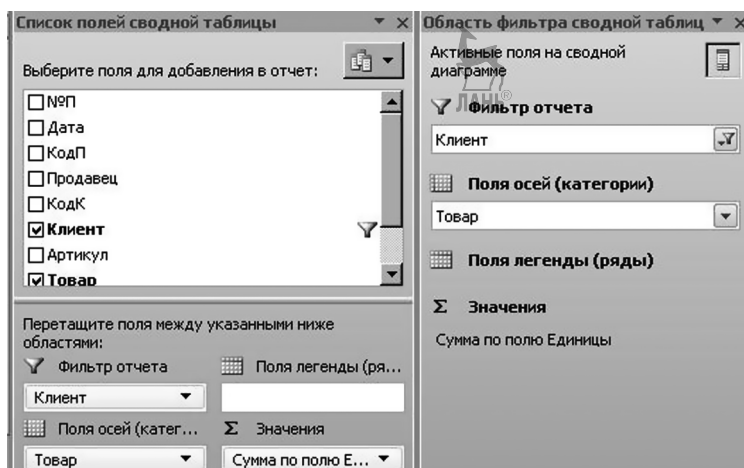 Список полей сводной таблицы
Выберите поля для добавления в отчет:
№П
Дата
КодП
Продавец
КодК
Клиент
Артикул
Товар
Перетащите поля между указанными ниже
областями:
Фильтр отчета
Поля легенды (ря...
Клиент
Поля осей (катег...
Σ Значения
Товар
Сумма по полю Е...
Область фильтра сводной таблиц
Активные поля на сводной
диаграмме
ЛАНЬ®
Фильтр отчета
Клиент
Поля осей (категории)
Товар
Поля легенды (ряды)
Σ Значения
Сумма по полю Единицы